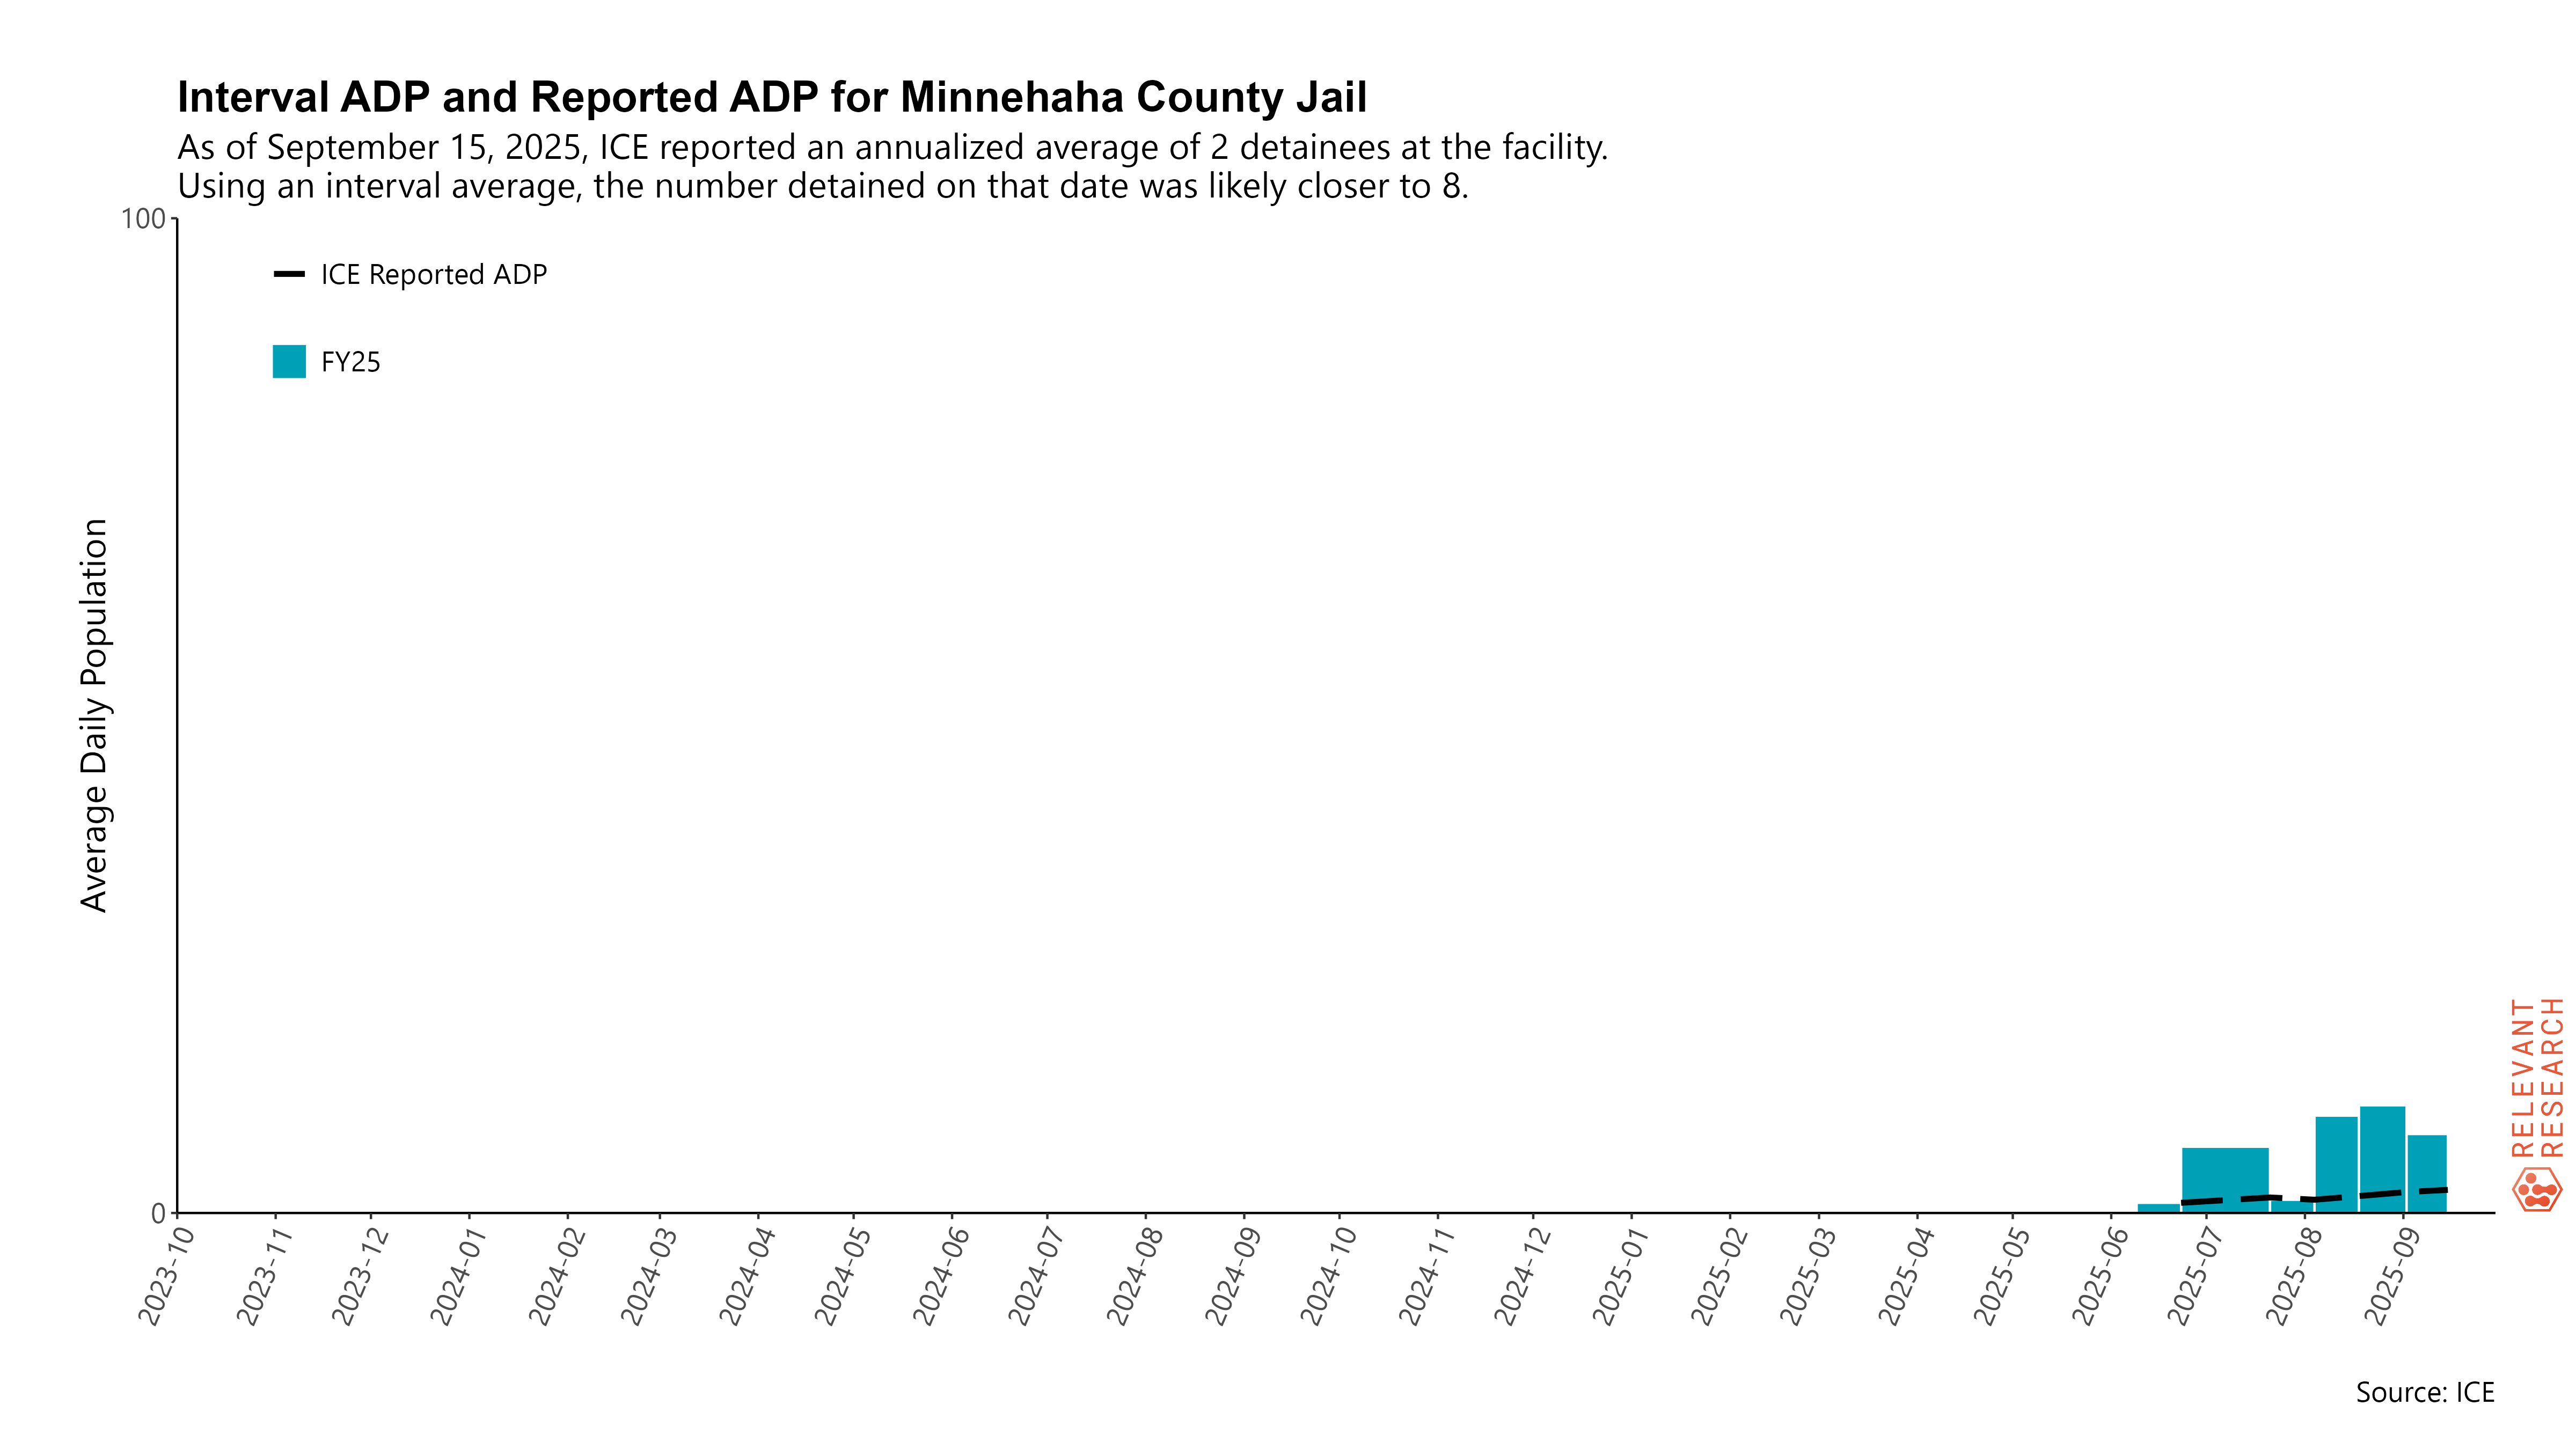 Interval ADP and Reported ADP for Minnehaha County Jail
As of September 15, 2025, ICE reported an annualized average of 2 detainees at the facility.
Using an interval average, the number detained on that date was likely closer to 8.
100
ICE Reported ADP
FY25
Average Daily Population
0
2023-10
2023-11
2023-12
2024-01
2024-02
2024-03
2024-04
2024-05
2024-06
2024-07
2024-08
2024-09
2024-10
2024-11
2024-12
2025-01
2025-02
2025-03
2025-04
2025-05
2025-06
2025-07
2025-08
2025-09
RELEVANT
RESEARCH
Source: ICE